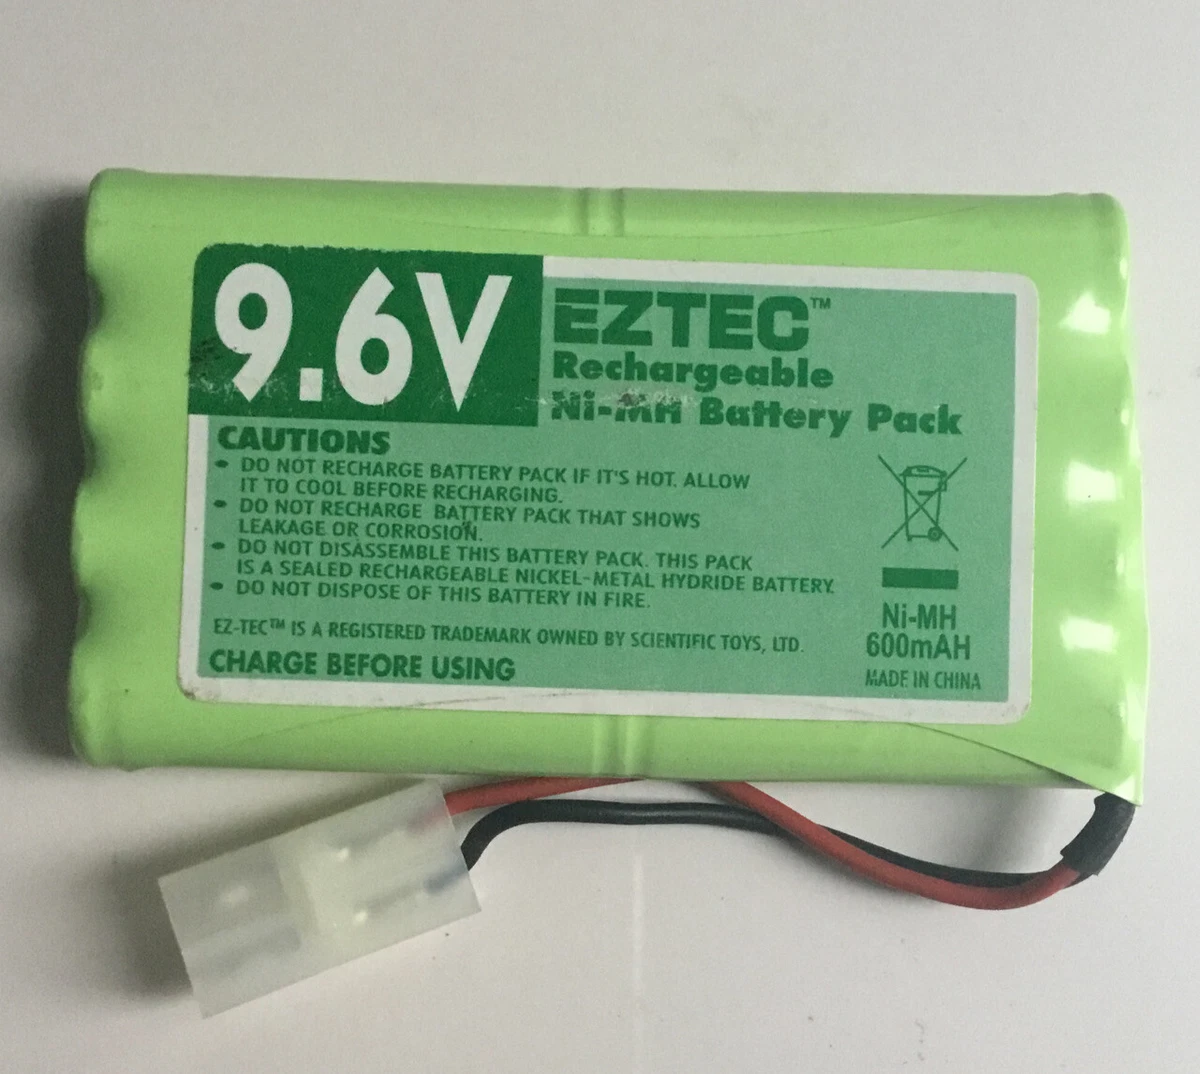 9.6V
EZTEC™
Rechargeable
Ni-MH Battery Pack
CAUTIONS
• DO NOT RECHARGE BATTERY PACK IF IT'S HOT. ALLOW
IT TO COOL BEFORE RECHARGING.
• DO NOT RECHARGE BATTERY PACK THAT SHOWS
LEAKAGE OR CORROSION.
• DO NOT DISASSEMBLE THIS BATTERY PACK. THIS PACK
IS A SEALED RECHARGEABLE NICKEL-METAL HYDRIDE BATTERY.
• DO NOT DISPOSE OF THIS BATTERY IN FIRE.
EZ-TEC™ IS A REGISTERED TRADEMARK OWNED BY SCIENTIFIC TOYS, LTD.
CHARGE BEFORE USING
Ni-MH
600mAH
MADE IN CHINA